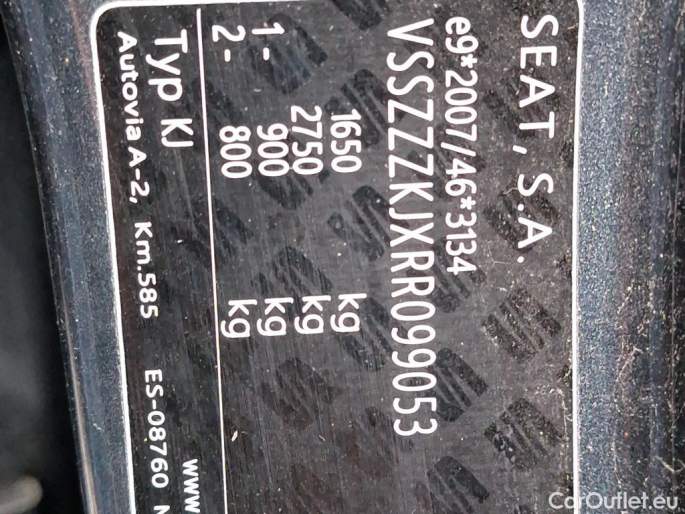 SEAT, S.A.
e9*2007/46*3134
VSSZZZKJXRR099053
1650 kg
2750 kg
1- 900 kg
2- 800 kg
Typ KJ
Autovia A-2, Km.585 ES-08760
www
CarOutlet.eu